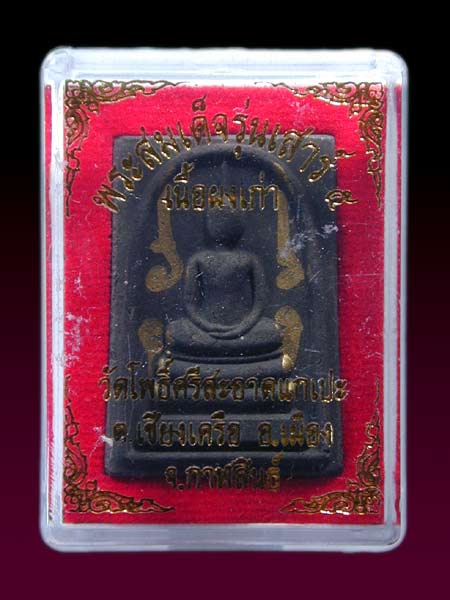 พระสมเด็จรุ่นเสาร์ ๕
เนื้อผงเก่า
วัดโพธิ์ศรีสะอาดแกเปะ
ต.เชียงเครือ อ.เมือง
จ.กาฬสินธุ์